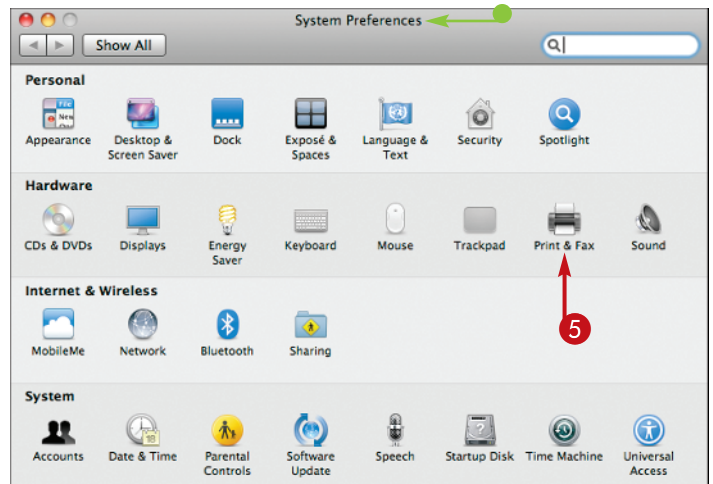 System Preferences
Show All
Personal
Appearance
Desktop &
Screen Saver
Dock
Exposé &
Spaces
Language &
Text
Security
Spotlight
Hardware
CDs & DVDs
Displays
Energy
Saver
Keyboard
Mouse
Trackpad
Print & Fax
Sound
5
Internet & Wireless
MobileMe
Network
Bluetooth
Sharing
System
Accounts
18
Date & Time
Parental
Controls
Software
Update
Speech
?
Startup Disk
Time Machine
Universal
Access